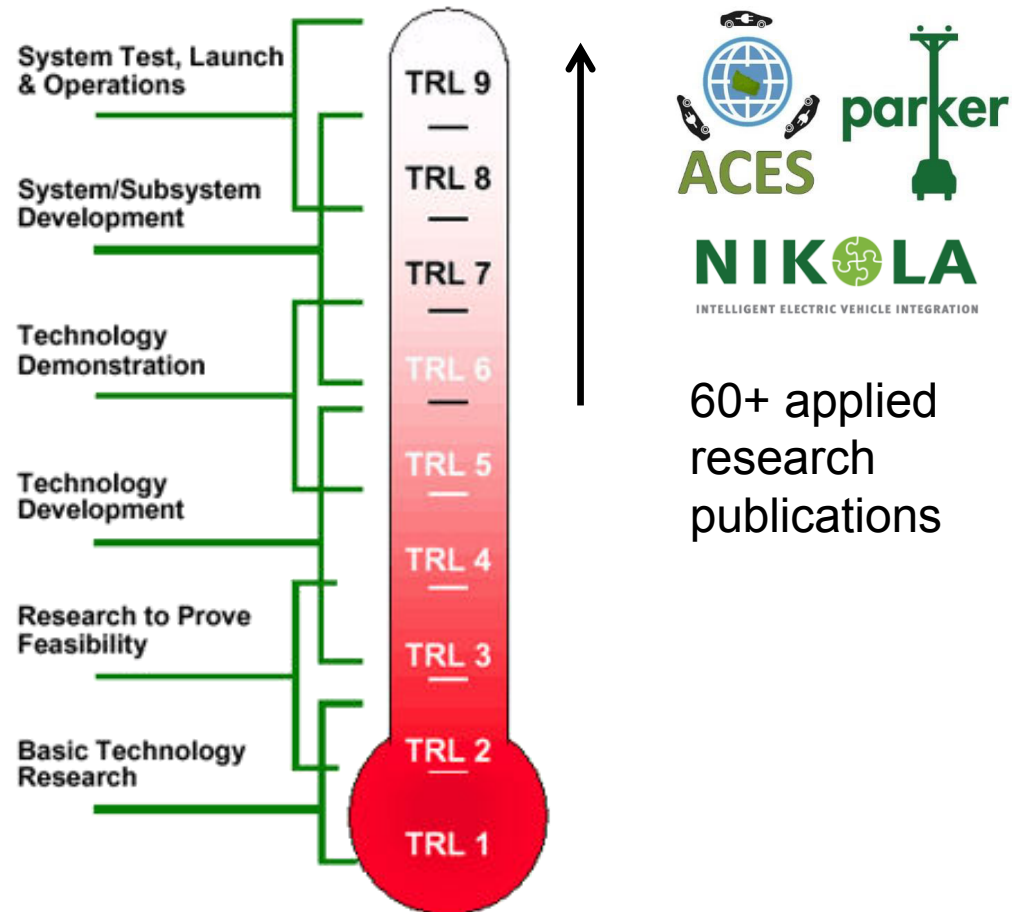 System Test, Launch
& Operations
System/Subsystem
Development
Technology
Demonstration
Technology
Development
Research to Prove
Feasibility
Basic Technology
Research
TRL 9
TRL 8
TRL 7
TRL 6
TRL 5
TRL 4
TRL 3
TRL 2
TRL 1
ACES
parker
NIKOLA
INTELLIGENT ELECTRIC VEHICLE INTEGRATION
60+ applied
research
publications